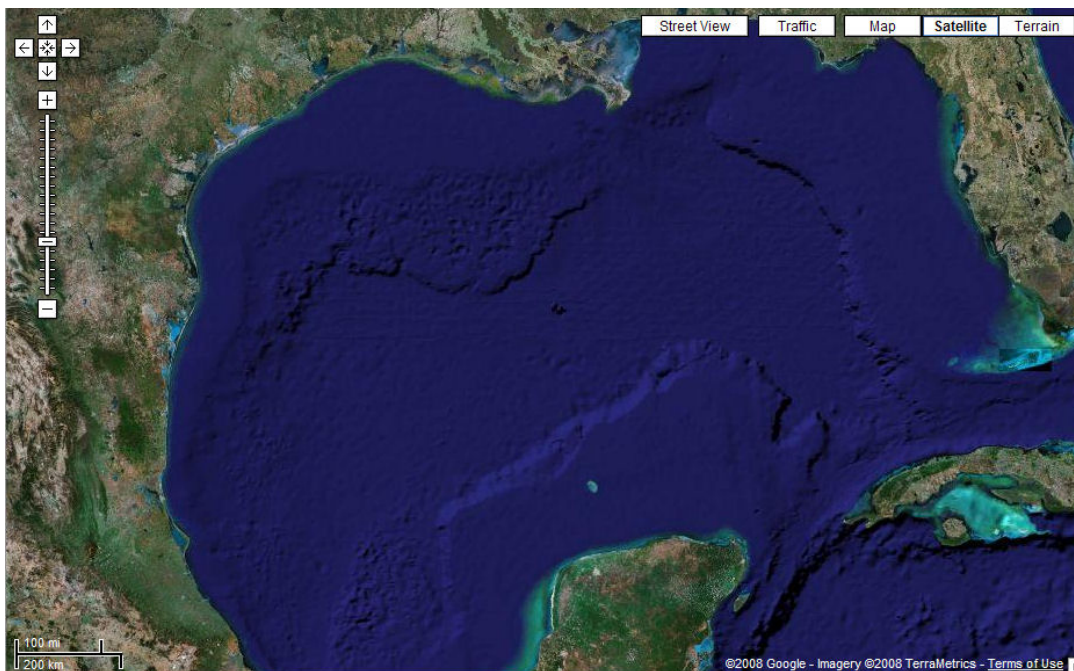 Street View Traffic Map Satellite Terrain
100 mi
200 km
©2008 Google - Imagery ©2008 TerraMetrics - Terms of Use